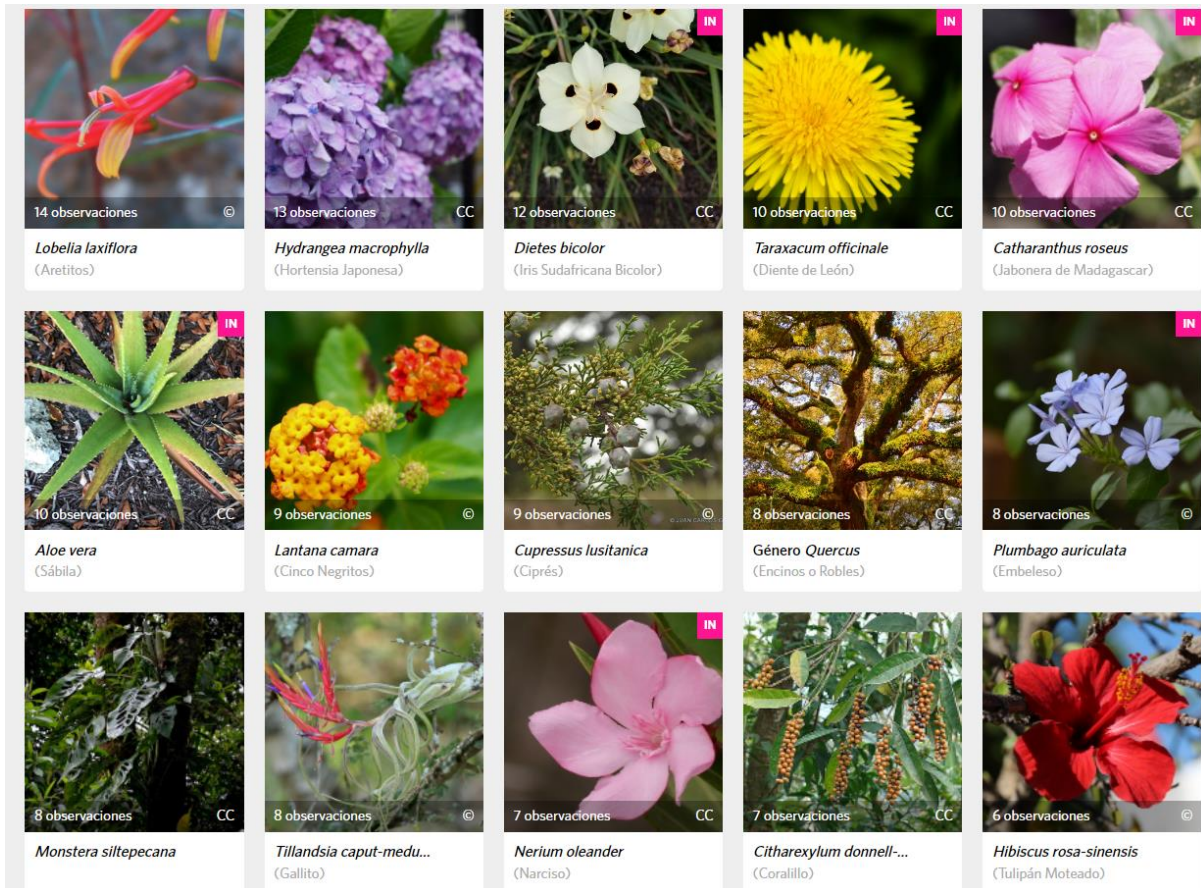 IN
IN
IN
14 observaciones ©
13 observaciones CC
12 observaciones CC
10 observaciones CC
10 observaciones CC
Lobelia laxiflora
(Aretitos)
Hydrangea macrophylla
(Hortensia Japonesa)
Dietes bicolor
(Iris Sudafricana Bicolor)
Taraxacum officinale
(Diente de León)
Catharanthus roseus
(Jabonera de Madagascar)
IN
IN
10 observaciones CC
9 observaciones ©
9 observaciones ©
8 observaciones CC
8 observaciones ©
Aloe vera
(Sábila)
Lantana camara
(Cinco Negritos)
Cupressus lusitanica
(Ciprés)
Género Quercus
(Encinos o Robles)
Plumbago auriculata
(Embeleso)
IN
8 observaciones CC
8 observaciones ©
7 observaciones CC
7 observaciones CC
6 observaciones ©
Monstera siltepecana
Tillandsia caput-medu...
(Gallito)
Nerium oleander
(Narciso)
Citharexylum donnell-...
(Coralillo)
Hibiscus rosa-sinensis
(Tulipán Moteado)